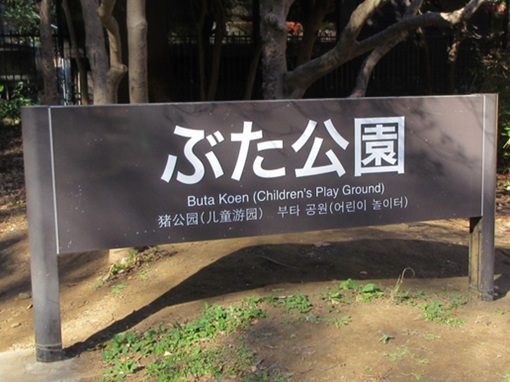 ぶた公園
Buta Koen (Children's Play Ground)
猪公园(儿童游园) 부타 공원(어린이 놀이터)